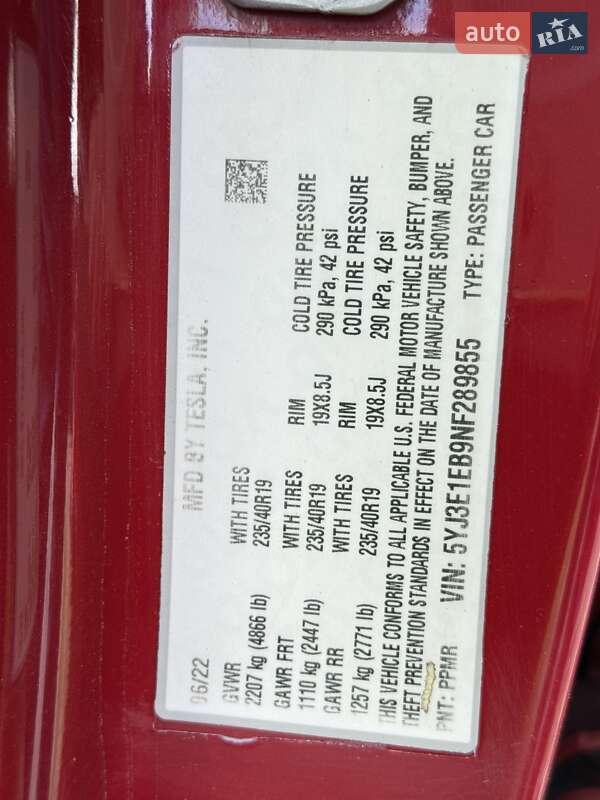 auto RIA.com
06/22 MFD BY TESLA, INC.
GVWR
2207 kg (4866 lb) WITH TIRES 235/40R19
GAWR FRT WITH TIRES RIM COLD TIRE PRESSURE
1110 kg (2447 lb) 235/40R19 19X8.5J 290 kPa, 42 psi
GAWR RR WITH TIRES RIM COLD TIRE PRESSURE
1257 kg (2771 lb) 235/40R19 19X8.5J 290 kPa, 42 psi
THIS VEHICLE CONFORMS TO ALL APPLICABLE U.S. FEDERAL MOTOR VEHICLE SAFETY, BUMPER, AND
THEFT PREVENTION STANDARDS IN EFFECT ON THE DATE OF MANUFACTURE SHOWN ABOVE.
PNT: PPMR VIN: 5YJ3E1EB9NF289855 TYPE: PASSENGER CAR